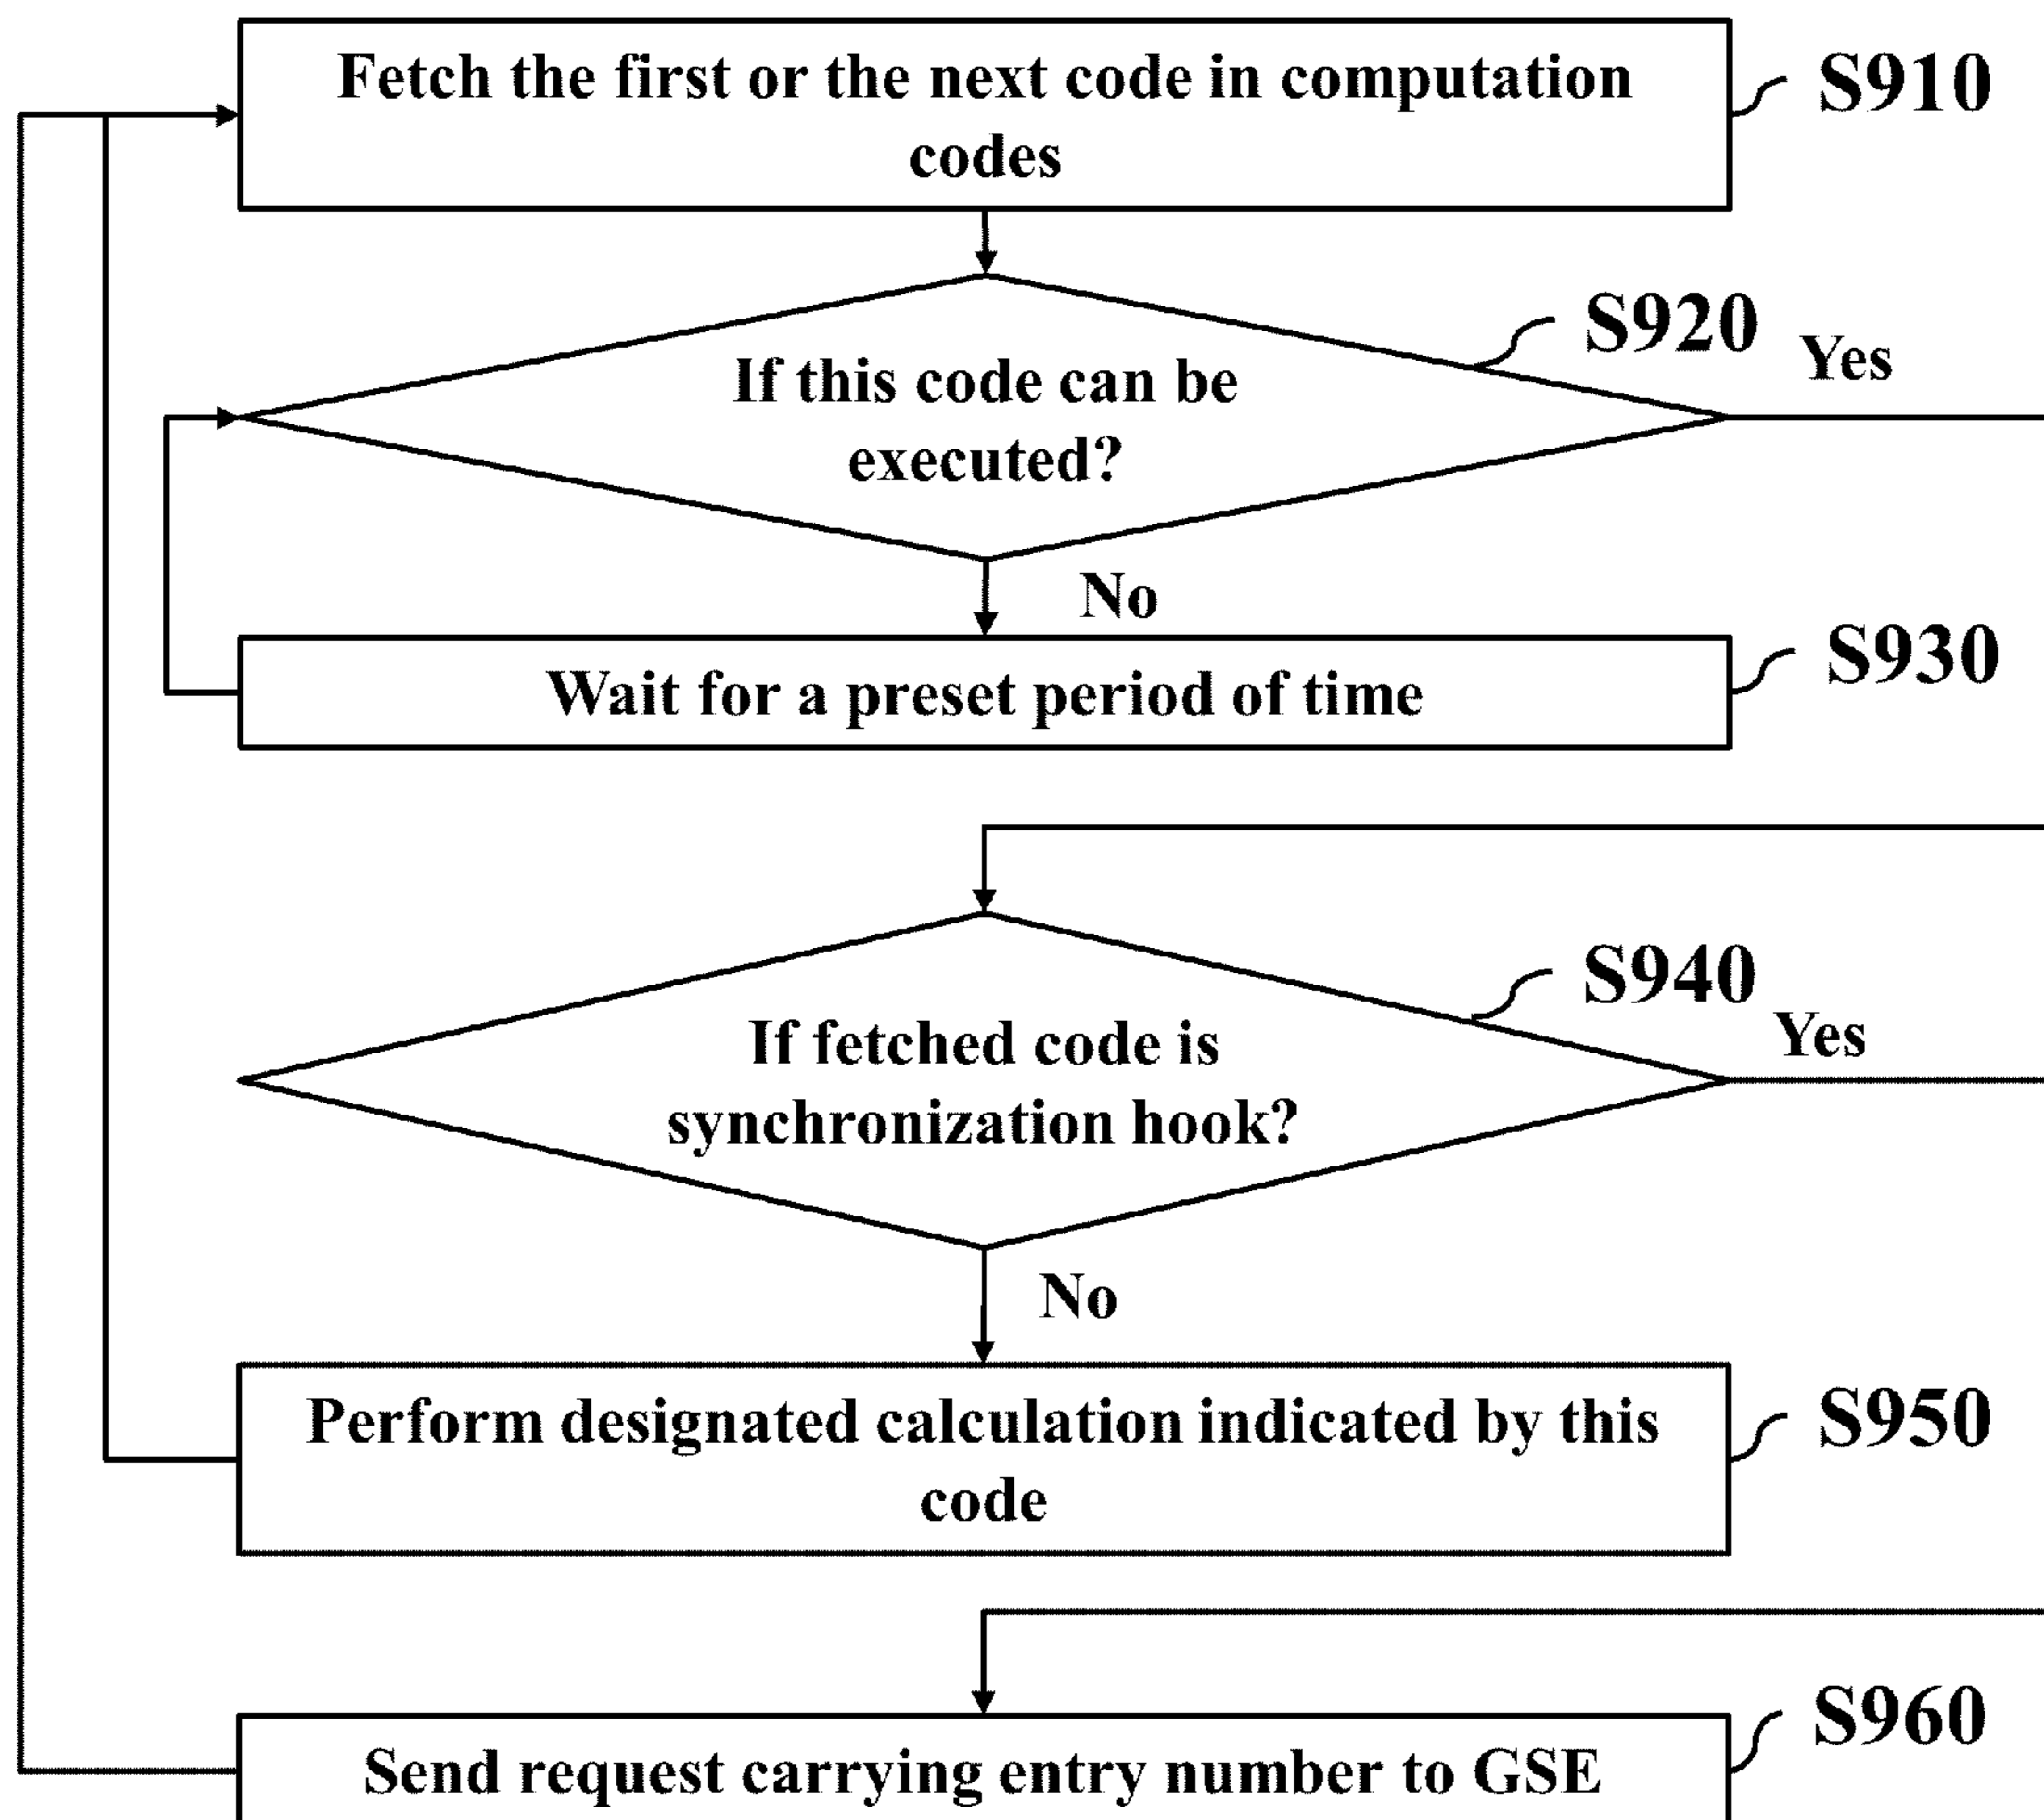 Fetch the first or the next code in computation
codes
S910
S920
Yes
If this code can be
executed?
No
Wait for a preset period of time
S930
S940
Yes
If fetched code is
synchronization hook?
No
Perform designated calculation indicated by this
code
S950
Send request carrying entry number to GSE
S960